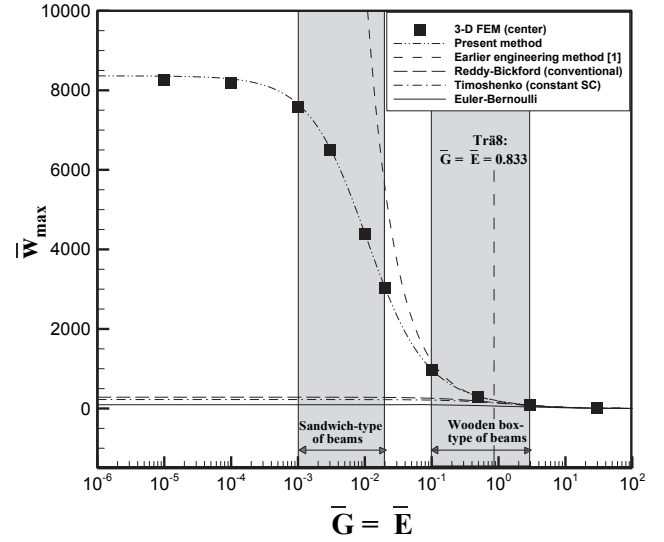 10000
8000
6000
4000
2000
0
W̅max
3-D FEM (center)
Present method
Earlier engineering method [1]
Reddy-Bickford (conventional)
Timoshenko (constant SC)
Euler-Bernoulli
Trä8:
G̅ = E̅ = 0.833
Sandwich-type
of beams
Wooden box-
type of beams
10⁻⁶ 10⁻⁵ 10⁻⁴ 10⁻³ 10⁻² 10⁻¹ 10⁰ 10¹ 10²
G̅ = E̅